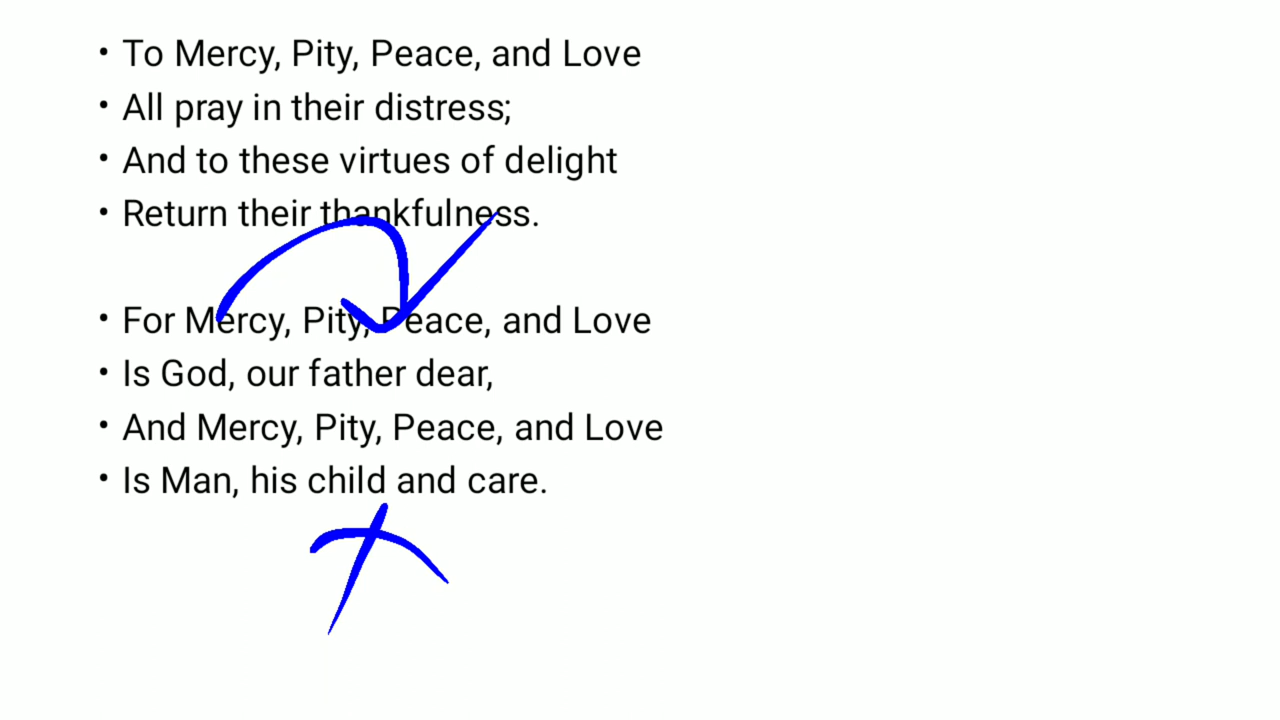 • To Mercy, Pity, Peace, and Love
• All pray in their distress;
• And to these virtues of delight
• Return their thankfulness.
• For Mercy, Pity, Peace, and Love
• Is God, our father dear,
• And Mercy, Pity, Peace, and Love
• Is Man, his child and care.